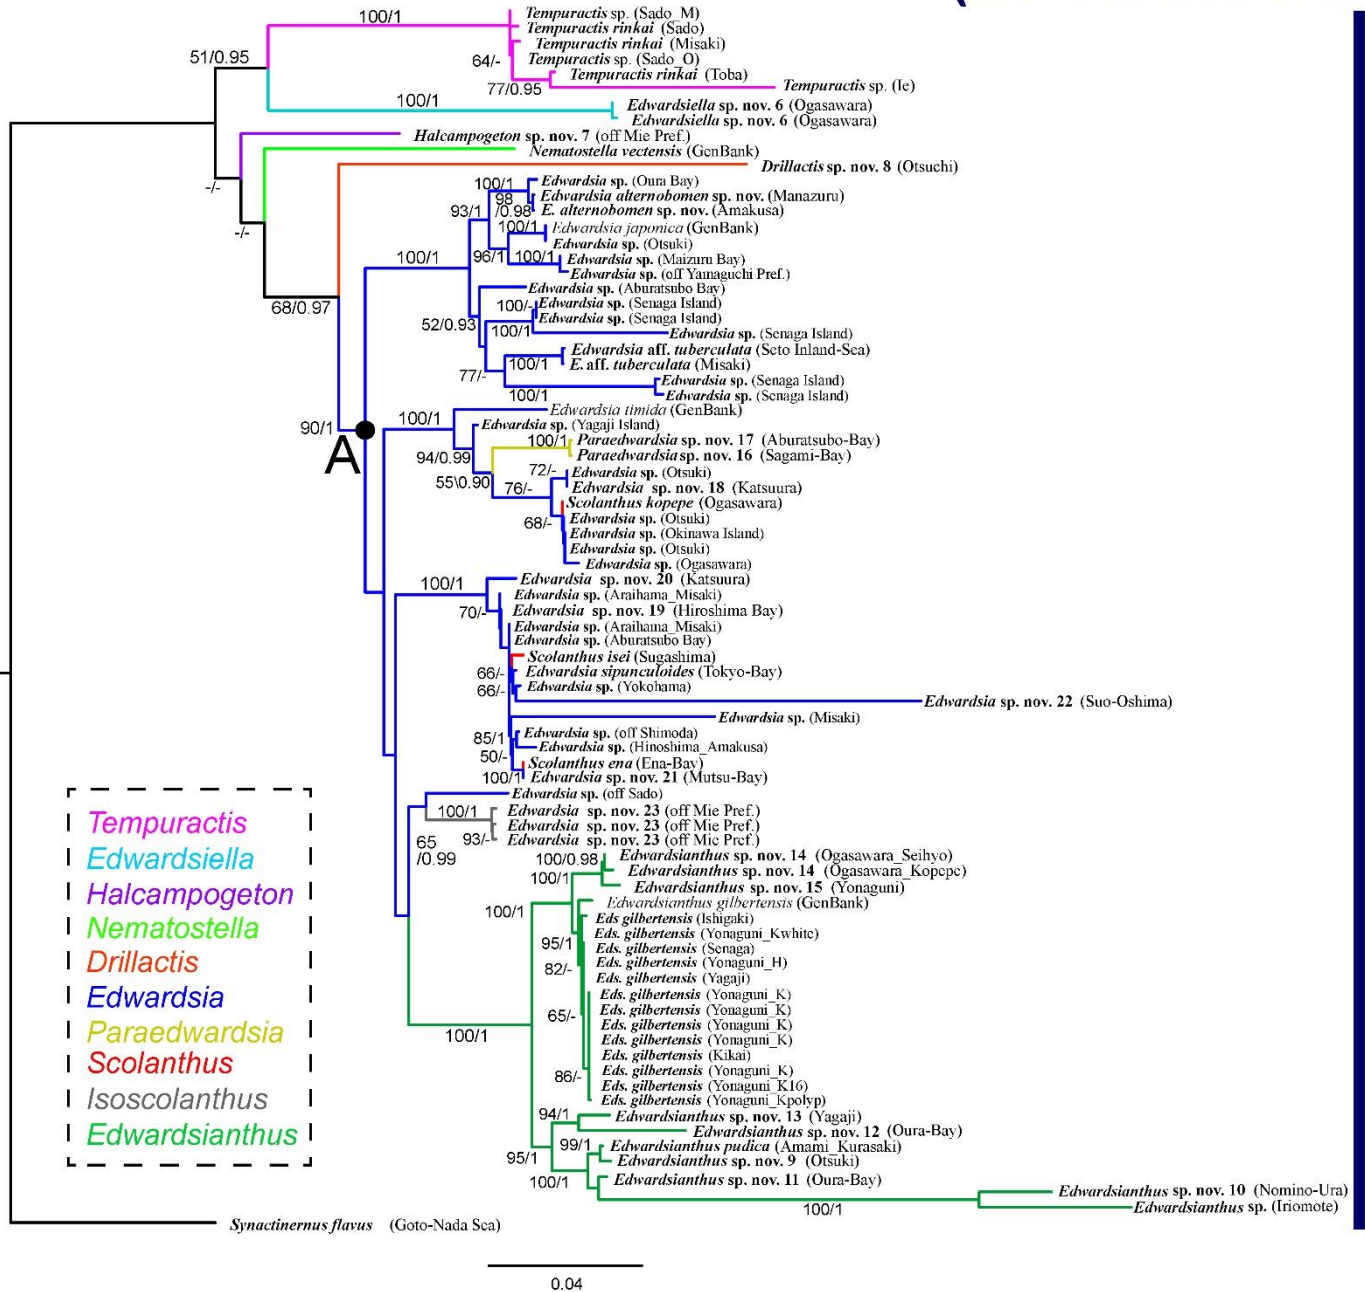 100/1
Tempuractis sp. (Sado_M)
Tempuractis rinkai (Sado)
Tempuractis rinkai (Misaki)
64/-
Tempuractis sp. (Sado_O)
51/0.95
Tempuractis rinkai (Toba)
77/0.95
Tempuractis sp. (Ie)
100/1
Edwardsiella sp. nov. 6 (Ogasawara)
Edwardsiella sp. nov. 6 (Ogasawara)
Halcampogeton sp. nov. 7 (off Mie Pref.)
Nematostella vectensis (GenBank)
Drillactis sp. nov. 8 (Otsuchi)
-/-
-/-
68/0.97
100/1
Edwardsia sp. (Oura Bay)
98
/0.98
Edwardsia alternobomen sp. nov. (Manazuru)
93/1
E. alternobomen sp. nov. (Amakusa)
100/1
Edwardsia japonica (GenBank)
Edwardsia sp. (Otsuki)
100/1
96/1
100/1
Edwardsia sp. (Maizuru Bay)
Edwardsia sp. (off Yamaguchi Pref.)
Edwardsia sp. (Aburatsubo Bay)
100/-
Edwardsia sp. (Senaga Island)
52/0.93
Edwardsia sp. (Senaga Island)
100/1
Edwardsia sp. (Senaga Island)
Edwardsia aff. tuberculata (Seto Inland-Sea)
100/1
E. aff. tuberculata (Misaki)
77/-
Edwardsia sp. (Senaga Island)
100/1
Edwardsia sp. (Senaga Island)
90/1
A
100/1
Edwardsia timida (GenBank)
Edwardsia sp. (Yagaji Island)
100/1
Paraedwardsia sp. nov. 17 (Aburatsubo-Bay)
94/0.99
Paraedwardsia sp. nov. 16 (Sagami-Bay)
72/-
Edwardsia sp. (Otsuki)
55\0.90
76/-
Edwardsia sp. nov. 18 (Katsuura)
Scolanthus kopepe (Ogasawara)
68/-
Edwardsia sp. (Otsuki)
Edwardsia sp. (Okinawa Island)
Edwardsia sp. (Otsuki)
Edwardsia sp. (Ogasawara)
100/1
Edwardsia sp. nov. 20 (Katsuura)
Edwardsia sp. (Araihama_Misaki)
70/-
Edwardsia sp. nov. 19 (Hiroshima Bay)
Edwardsia sp. (Araihama_Misaki)
Edwardsia sp. (Aburatsubo Bay)
Scolanthus isei (Sugashima)
66/-
Edwardsia sipunculoides (Tokyo-Bay)
66/-
Edwardsia sp. (Yokohama)
Edwardsia sp. nov. 22 (Suo-Oshima)
Edwardsia sp. (Misaki)
85/1
Edwardsia sp. (off Shimoda)
50/-
Edwardsia sp. (Hinoshima_Amakusa)
Scolanthus ena (Ena-Bay)
100/1
Edwardsia sp. nov. 21 (Mutsu-Bay)
Edwardsia sp. (off Sado)
100/1
Edwardsia sp. nov. 23 (off Mie Pref.)
Edwardsia sp. nov. 23 (off Mie Pref.)
93/-
Edwardsia sp. nov. 23 (off Mie Pref.)
65
/0.99
100/0.98
Edwardsianthus sp. nov. 14 (Ogasawara_Seihyo)
100/1
Edwardsianthus sp. nov. 14 (Ogasawara_Kopepe)
Edwardsianthus sp. nov. 15 (Yonaguni)
100/1
Edwardsianthus gilbertensis (GenBank)
Eds gilbertensis (Ishigaki)
Eds. gilbertensis (Yonaguni_Kwhite)
95/1
Eds. gilbertensis (Senaga)
82/-
Eds. gilbertensis (Yonaguni_H)
Eds. gilbertensis (Yagaji)
Eds. gilbertensis (Yonaguni_K)
65/-
Eds. gilbertensis (Yonaguni_K)
Eds. gilbertensis (Yonaguni_K)
100/1
Eds. gilbertensis (Yonaguni_K)
Eds. gilbertensis (Kikai)
86/-
Eds. gilbertensis (Yonaguni_K)
Eds. gilbertensis (Yonaguni_K16)
Eds. gilbertensis (Yonaguni_Kpolyp)
94/1
Edwardsianthus sp. nov. 13 (Yagaji)
Edwardsianthus sp. nov. 12 (Oura-Bay)
99/1
Edwardsianthus pudica (Amami_Kurasaki)
95/1
Edwardsianthus sp. nov. 9 (Otsuki)
100/1
Edwardsianthus sp. nov. 11 (Oura-Bay)
Edwardsianthus sp. nov. 10 (Nomino-Ura)
100/1
Edwardsianthus sp. (Iriomote)
Synactinernus flavus (Goto-Nada Sea)
Tempuractis
Edwardsiella
Halcampogeton
Nematostella
Drillactis
Edwardsia
Paraedwardsia
Scolanthus
Isoscolanthus
Edwardsianthus
0.04